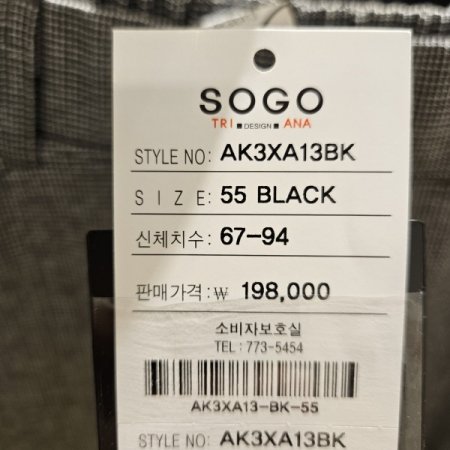 SOGO
TRI ■ DESIGN ■ ANA
STYLE NO: AK3XA13BK
S I Z E: 55 BLACK
신체치수: 67-94
판매가격:₩ 198,000
소비자보호실
TEL : 773-5454
AK3XA13-BK-55
STYLE NO: AK3XA13BK